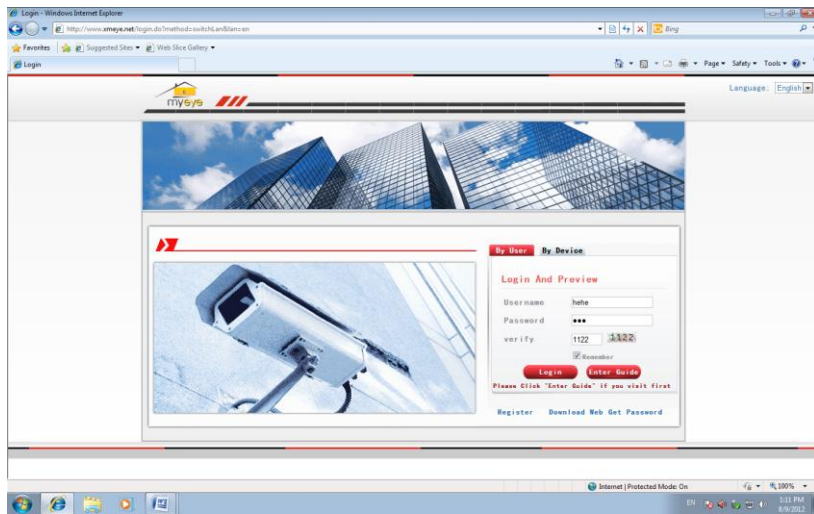 Login - Windows Internet Explorer
http://www.xmeye.net/login.do?method=switchLan&lan=en
Bing
Favorites Suggested Sites Web Slice Gallery
Login
Page Safety Tools
Language: English
myeye
By User By Device
Login And Preview
Username hehe
Password •••
verify 1122 1122
Remember
Login Enter Guide
Please Click "Enter Guide" if you visit first
Register Download Web Get Password
Internet | Protected Mode: On 100%
EN 1:11 PM
8/9/2012